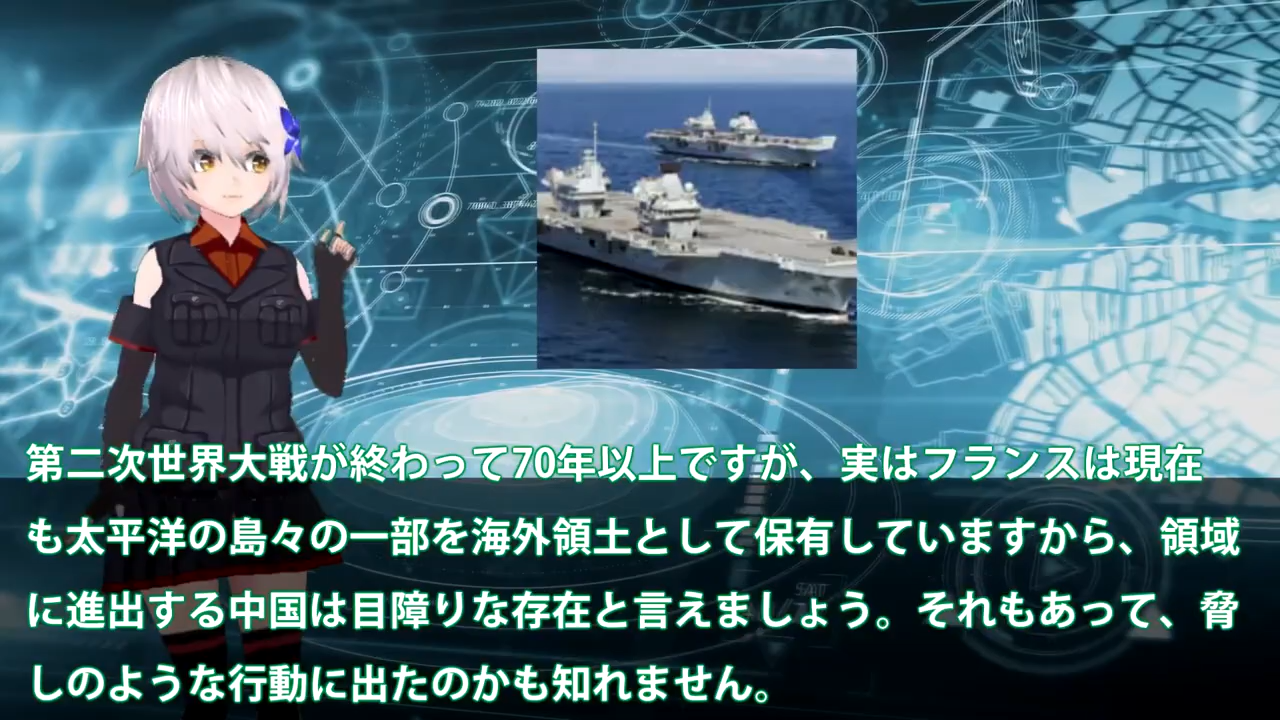 第二次世界大戦が終わって70年以上ですが、実はフランスは現在
も太平洋の島々の一部を海外領土として保有していますから、領域
に進出する中国は目障りな存在と言えましょう。それもあって、脅
しのような行動に出たのかも知れません。